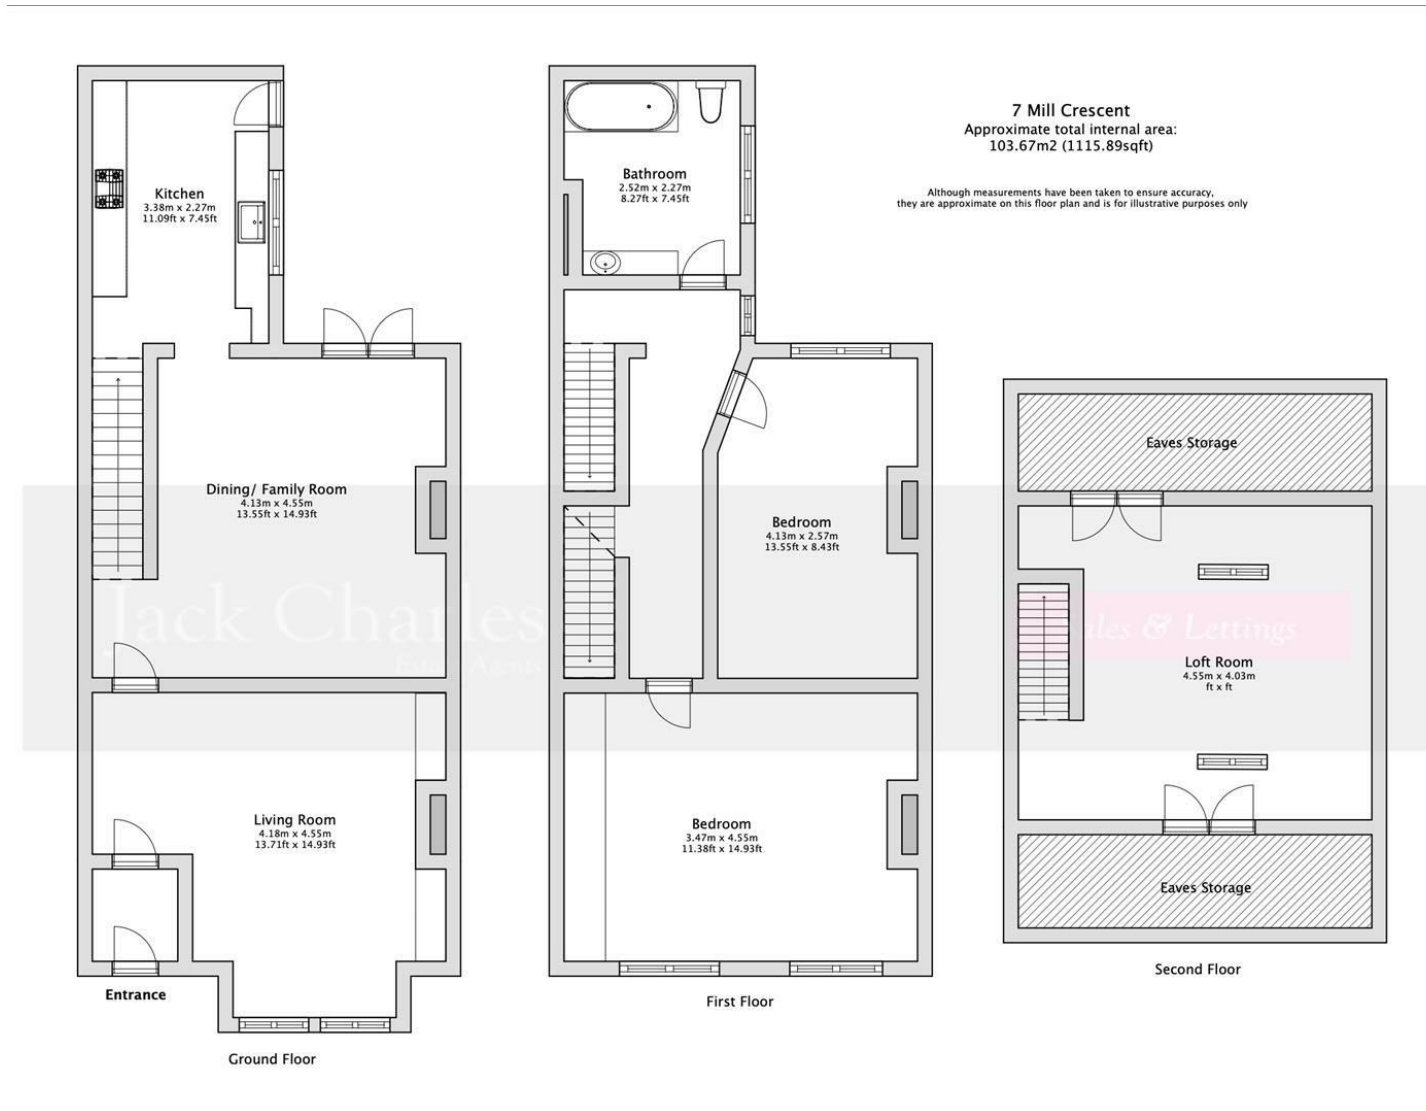 7 Mill Crescent
Approximate total internal area:
103.67m2 (1115.89sqft)
Although measurements have been taken to ensure accuracy,
they are approximate on this floor plan and is for illustrative purposes only
Kitchen
3.38m x 2.27m
11.09ft x 7.45ft
Dining/ Family Room
4.13m x 4.55m
13.55ft x 14.93ft
Living Room
4.18m x 4.55m
13.71ft x 14.93ft
Entrance
Ground Floor
Bathroom
2.52m x 2.27m
8.27ft x 7.45ft
Bedroom
4.13m x 2.57m
13.55ft x 8.43ft
Bedroom
3.47m x 4.55m
11.38ft x 14.93ft
First Floor
Eaves Storage
Loft Room
4.55m x 4.03m
ft x ft
Eaves Storage
Second Floor
Jack Charles
Estate Agents
Sales & Lettings